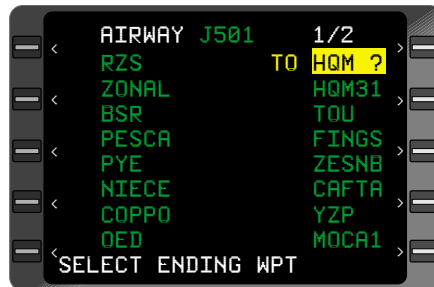 AIRWAY J501 1/2
RZS TO HQM ?
ZONAL HQM31
BSR TOU
PESCA FINGS
PYE ZESNB
NIECE CAFTA
COPPO YZP
OED MOCA1
SELECT ENDING WPT